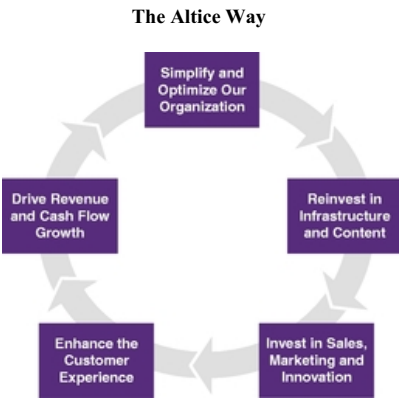 The Altice Way
Simplify and
Optimize Our
Organization
Reinvest in
Infrastructure
and Content
Invest in Sales,
Marketing and
Innovation
Enhance the
Customer
Experience
Drive Revenue
and Cash Flow
Growth